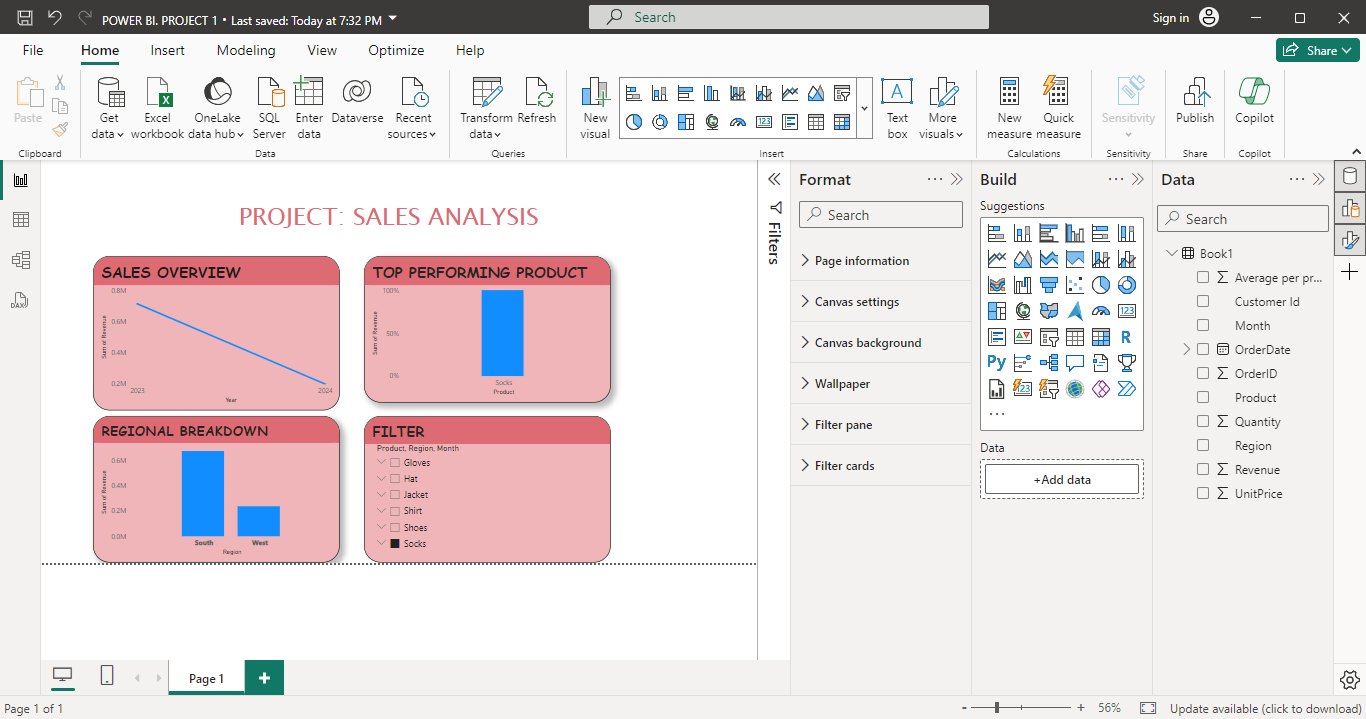 POWER BI. PROJECT 1 • Last saved: Today at 7:32 PM
Search
Sign in
File
Home
Insert
Modeling
View
Optimize
Help
Share
Paste
Get data
Excel workbook
OneLake data hub
SQL Server
Enter data
Dataverse
Recent sources
Transform data
Refresh
New visual
123
A
Text box
More visuals
New measure
Quick measure
Sensitivity
Publish
Copilot
Clipboard
Data
Queries
Insert
Calculations
Sensitivity
Share
Copilot
DAX
PROJECT: SALES ANALYSIS
SALES OVERVIEW
Sum of Revenue
0.8M
0.6M
0.4M
0.2M
2023
2024
Year
TOP PERFORMING PRODUCT
Sum of Revenue
100%
50%
0%
Socks
Product
REGIONAL BREAKDOWN
Sum of Revenue
0.6M
0.4M
0.2M
0.0M
South
West
Region
FILTER
Product, Region, Month
Gloves
Hat
Jacket
Shirt
Shoes
Socks
Filters
Format
Search
Page information
Canvas settings
Canvas background
Wallpaper
Filter pane
Filter cards
Build
Suggestions
123
R
Py
123
Data
+Add data
Data
Search
Book1
Σ Average per pr...
Customer Id
Month
OrderDate
Σ OrderID
Product
Σ Quantity
Region
Σ Revenue
Σ UnitPrice
Page 1
+
Page 1 of 1
- + 56%
Update available (click to download)